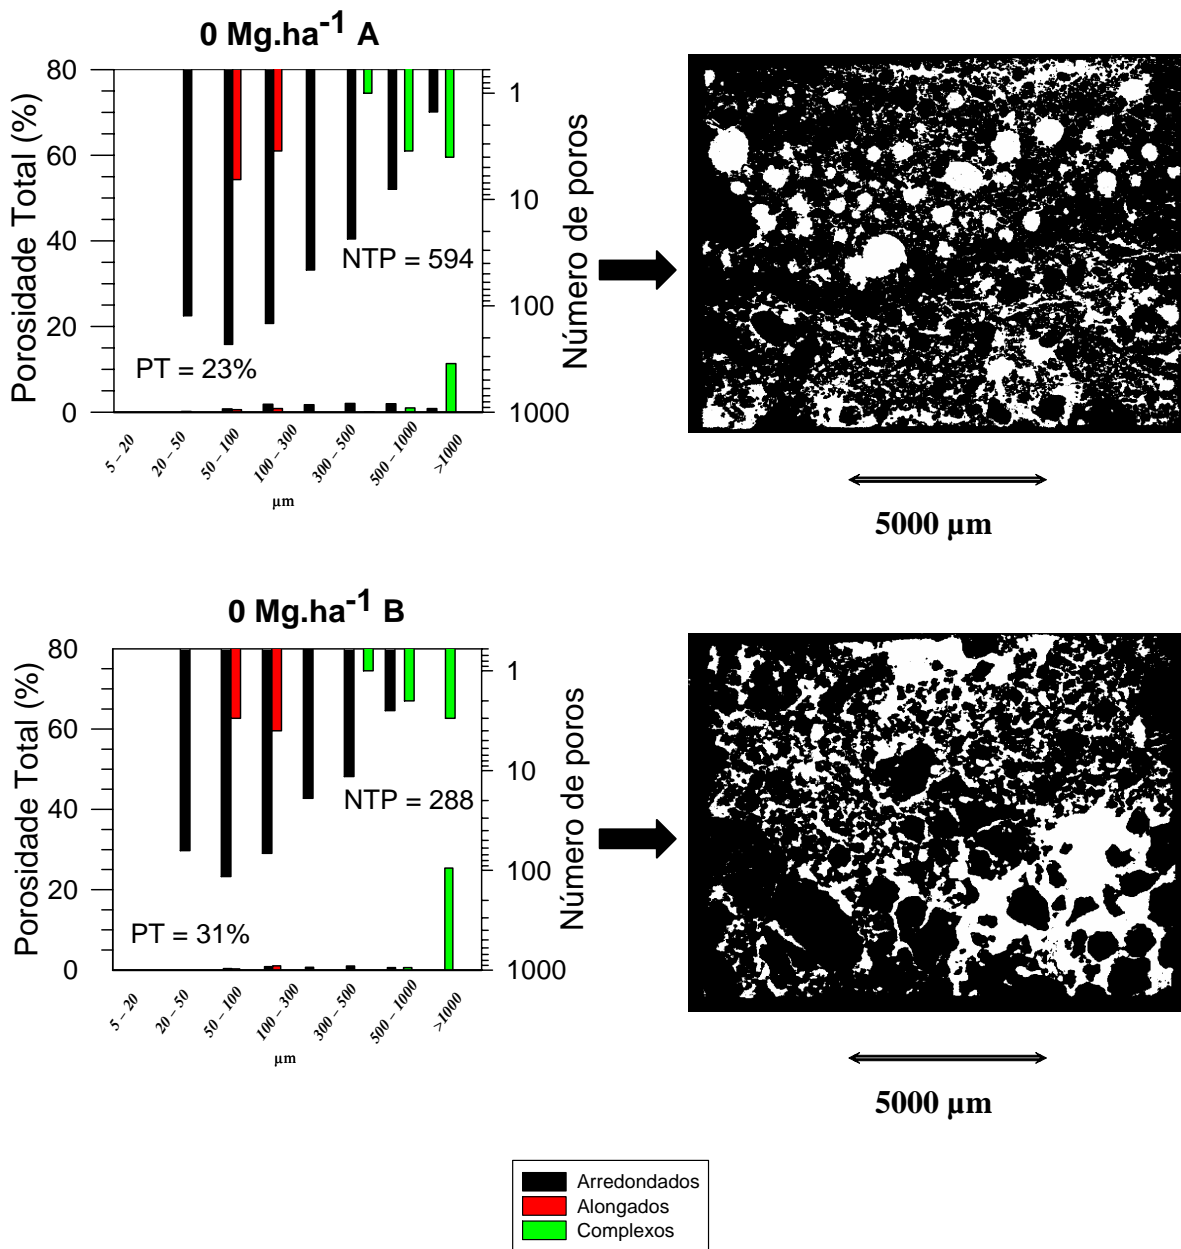 0 Mg.ha-1 A
Porosidade Total (%)
80
60
40
20
0
1
10
100
1000
Número de poros
NTP = 594
PT = 23%
5 – 20
20 – 50
50 – 100
100 – 300
300 – 500
500 – 1000
>1000
µm
5000 µm
0 Mg.ha-1 B
Porosidade Total (%)
80
60
40
20
0
1
10
100
1000
Número de poros
NTP = 288
PT = 31%
5 – 20
20 – 50
50 – 100
100 – 300
300 – 500
500 – 1000
>1000
µm
5000 µm
Arredondados
Alongados
Complexos